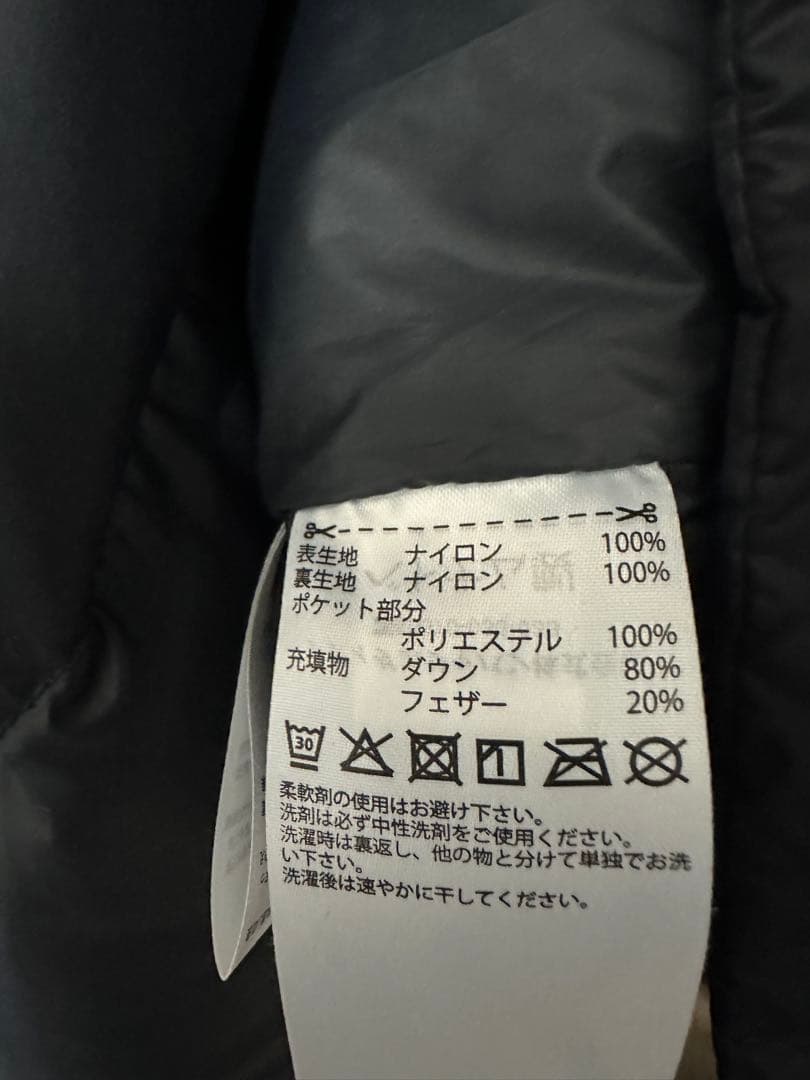 表生地 ナイロン 100%
裏生地 ナイロン 100%
ポケット部分
ポリエステル 100%
充填物 ダウン 80%
フェザー 20%
30
柔軟剤の使用はお避け下さい。
洗剤は必ず中性洗剤をご使用ください。
洗濯時は裏返し、他の物と分けて単独でお洗
い下さい。
洗濯後は速やかに干してください。